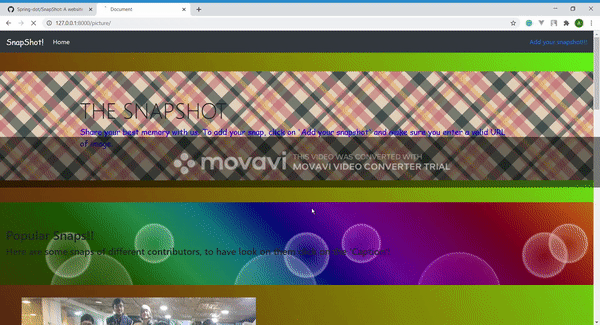 Spring-dot/SnapShot: A websit
Document
127.0.0.1:8000/picture/
SnapShot!
Home
Add your snapshot!!!
THE SNAPSHOT
Share your best memory with us. To add your snap, click on "Add your snapshot" and make sure you enter a valid URL
of image.
movavi
THIS VIDEO WAS CONVERTED WITH
MOVAVI VIDEO CONVERTER TRIAL
Popular Snaps!!
Here are some snaps of different contributors, to have look on them